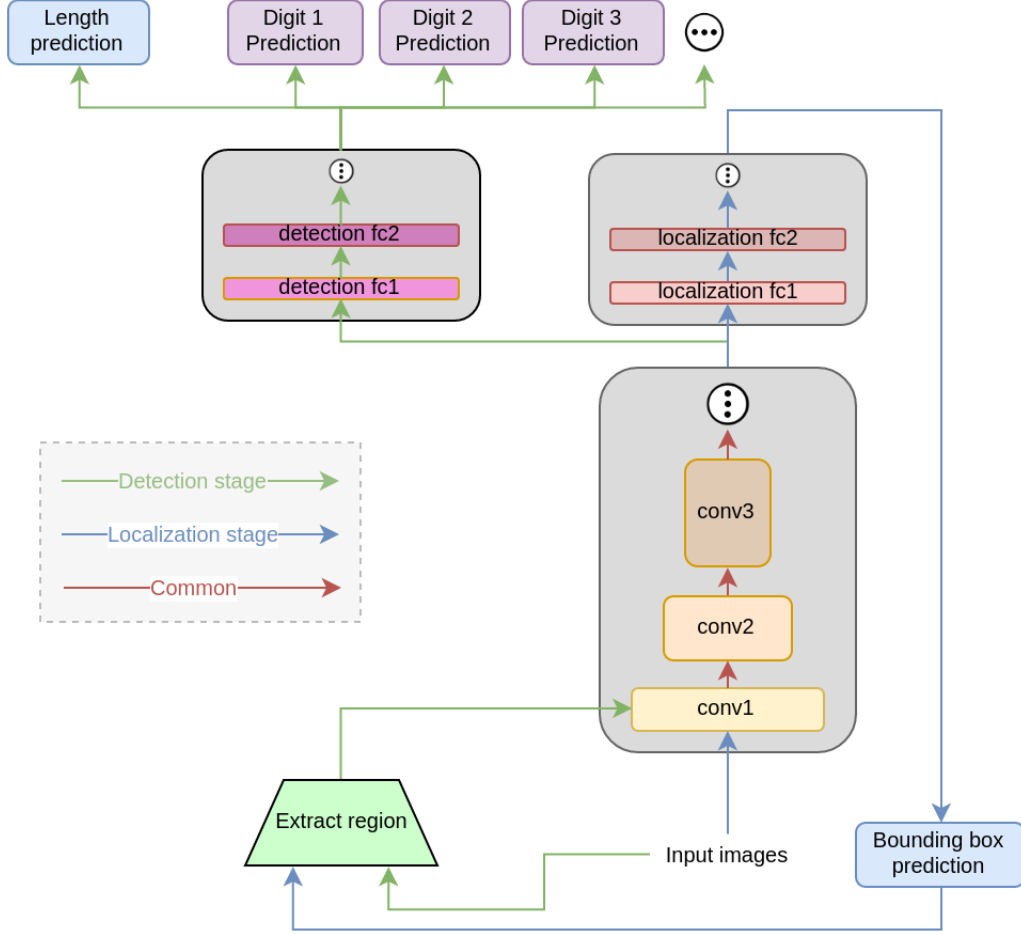 Length
prediction
Digit 1
Prediction
Digit 2
Prediction
Digit 3
Prediction
detection fc2
detection fc1
localization fc2
localization fc1
Detection stage
Localization stage
Common
conv3
conv2
conv1
Extract region
Input images
Bounding box
prediction